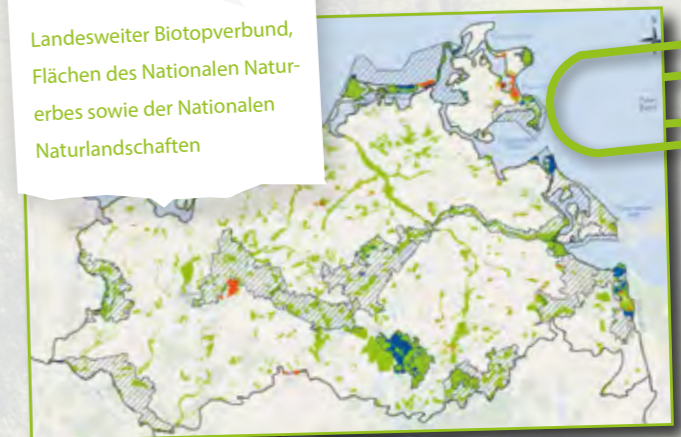 Landesweiter Biotopverbund,
Flächen des Nationalen Natur-
erbes sowie der Nationalen
Naturlandschaften